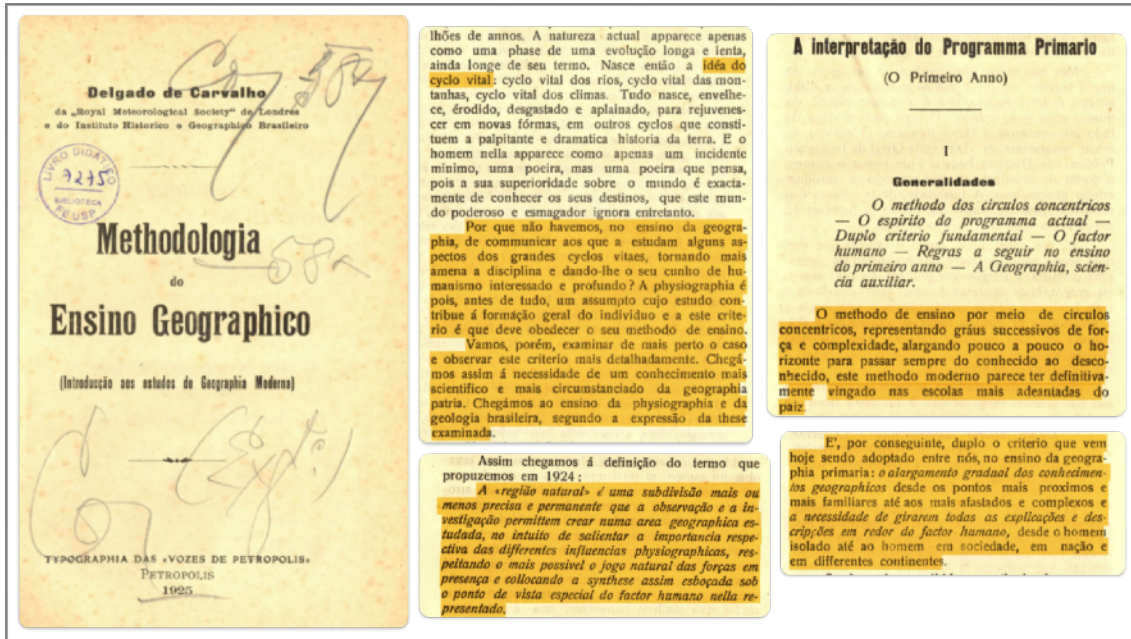 Delgado de Carvalho
da „Royal Meteorological Society" de Londres
e do Instituto Historico e Geographico Brasileiro
LIVRO DIDATICO
7275
BIBLIOTECA
FEUSP
Methodologia
do
Ensino Geographico
(Introducção aos estudos de Geographia Moderna)
TYPOGRAPHIA DAS «VOZES DE PETROPOLIS»
PETROPOLIS
1925
lhões de annos. A natureza actual apparece apenas
como uma phase de uma evolução longa e lenta,
ainda longe de seu termo. Nasce então a idéa do
cyclo vital: cyclo vital dos rios, cyclo vital das mon-
tanhas, cyclo vital dos climas. Tudo nasce, envelhe-
ce, érodido, desgastado e aplainado, para rejuvenes-
cer em novas fórmas, em outros cyclos que consti-
tuem a palpitante e dramatica historia da terra. E o
homem nella apparece como apenas um incidente
minimo, uma poeira, mas uma poeira que pensa,
pois a sua superioridade sobre o mundo é exacta-
mente de conhecer os seus destinos, que este mun-
do poderoso e esmagador ignora entretanto.
Por que não havemos, no ensino da geogra-
phia, de communicar aos que a estudam alguns as-
pectos dos grandes cyclos vitaes, tornando mais
amena a disciplina e dando-lhe o seu cunho de hu-
manismo interessado e profundo? A physiographia é
pois, antes de tudo, um assumpto cujo estudo con-
tribue á formação geral do individuo e a este crite-
rio é que deve obedecer o seu methodo de ensino.
Vamos, porém, examinar de mais perto o caso
e observar este criterio mais detalhadamente. Chegá-
mos assim á necessidade de um conhecimento mais
scientifico e mais circumstanciado da geographia
patria. Chegámos ao ensino da physiographia e da
geologia brasileira, segundo a expressão da these
examinada.
Assim chegamos á definição do termo que
propuzemos em 1924:
A «região natural» é uma subdivisão mais ou
menos precisa e permanente que a observação e a in-
vestigação permittem crear numa area geographica es-
tudada, no intuito de salientar a importancia respe-
ctiva das differentes influencias physiographicas, res-
peitando o mais possivel o jogo natural das forças em
presença e collocando a synthese assim esboçada sob
o ponto de vista especial do factor humano nella re-
presentado.
A interpretação do Programma Primario
(O Primeiro Anno)
I
Generalidades
O methodo dos circulos concentricos
— O espirito do programma actual —
Duplo criterio fundamental — O factor
humano — Regras a seguir no ensino
do primeiro anno — A Geographia, scien-
cia auxiliar.
O methodo de ensino por meio de circulos
concentricos, representando gráus successivos de for-
ça e complexidade, alargando pouco a pouco o ho-
rizonte para passar sempre do conhecido ao desco-
nhecido, este methodo moderno parece ter definitiva-
mente vingado nas escolas mais adeantadas do
paiz.
E', por conseguinte, duplo o criterio que vem
hoje sendo adoptado entre nós, no ensino da geogra-
phia primaria: o alargamento gradual dos conhecimen-
tos geographicos desde os pontos mais proximos e
mais familiares até aos mais afastados e complexos e
a necessidade de girarem todas as explicações e des-
cripções em redor do factor humano, desde o homem
isolado até ao homem em sociedade, em nação e
em differentes continentes.